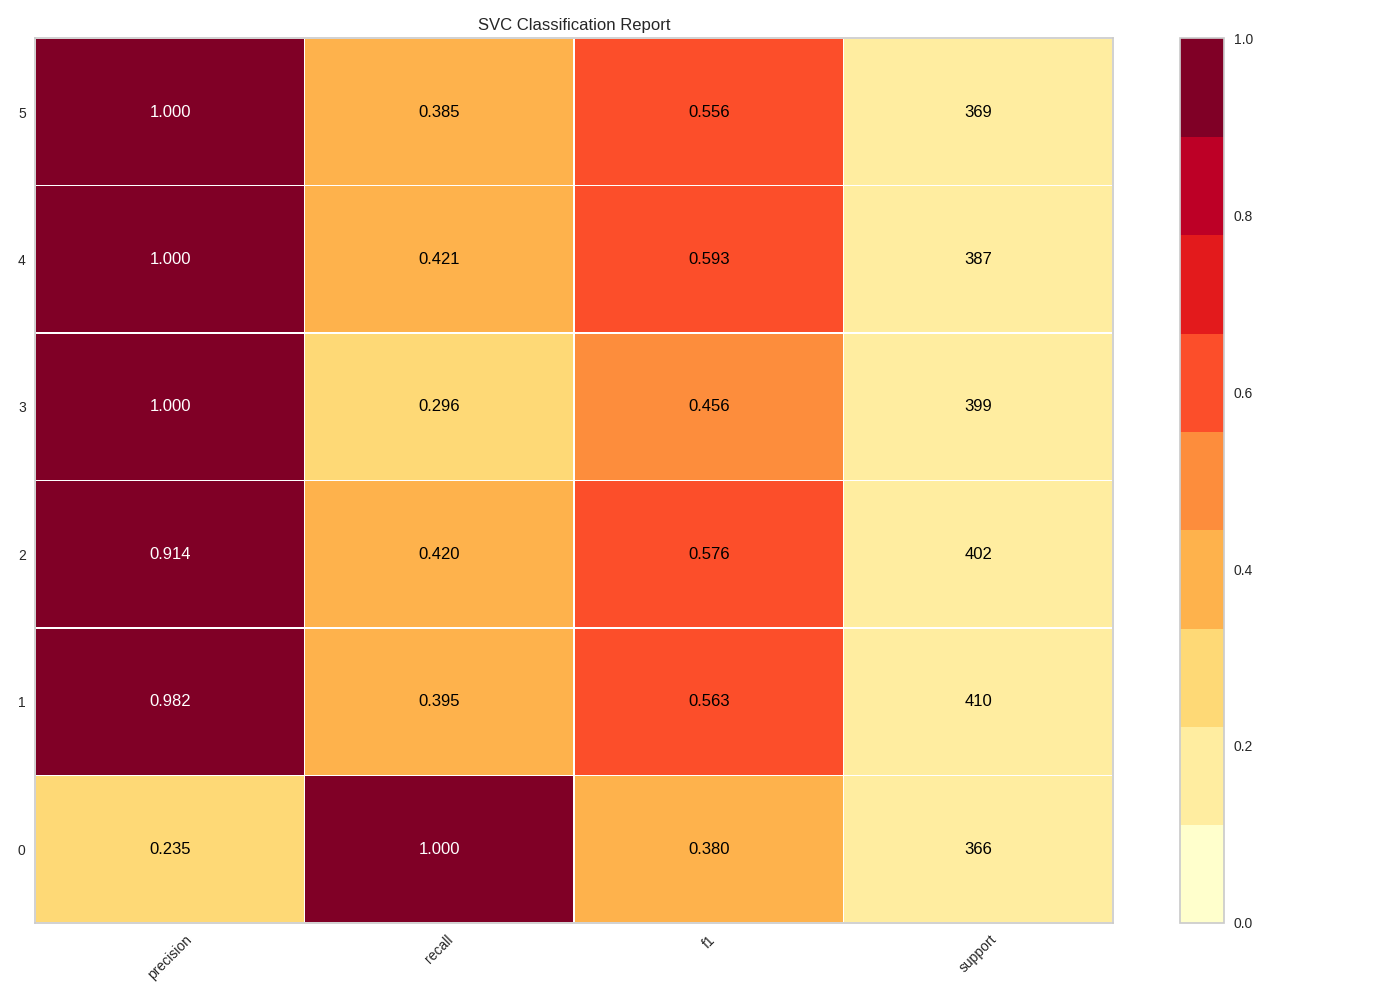 SVC Classification Report
5 1.000 0.385 0.556 369
4 1.000 0.421 0.593 387
3 1.000 0.296 0.456 399
2 0.914 0.420 0.576 402
1 0.982 0.395 0.563 410
0 0.235 1.000 0.380 366
precision recall f1 support
1.0
0.8
0.6
0.4
0.2
0.0